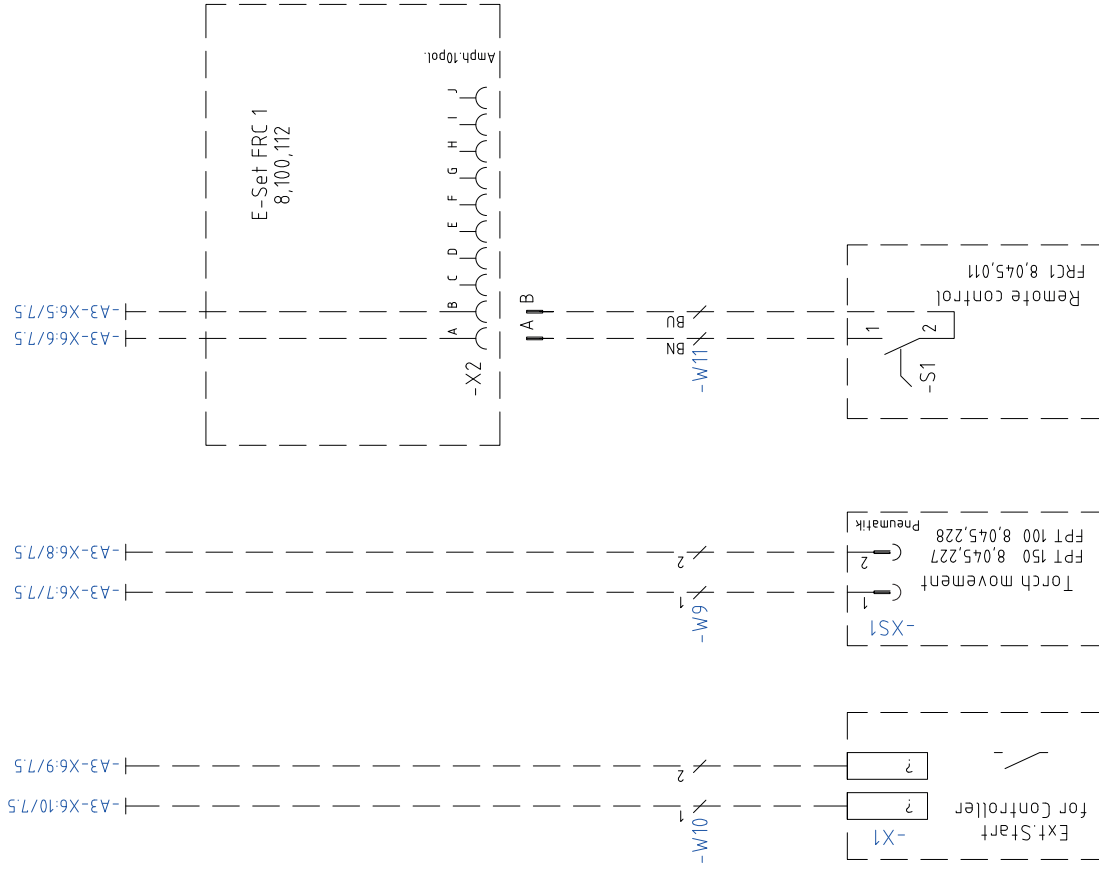 Amph.10pol.
E-Set FRC 1
8,100,112
J
I
H
G
F
E
D
C
B
A
-X2
-A3-X6:5/7.5
-A3-X6:6/7.5
B
A
BU
BN
-W11
FRC1 8,045,011
Remote control
1
2
-S1
-A3-X6:8/7.5
-A3-X6:7/7.5
2
1
-W9
Pneumatik
FPT 100 8,045,228
FPT 150 8,045,227
Torch movement
2
1
-XS1
-A3-X6:9/7.5
-A3-X6:10/7.5
2
1
-W10
?
?
Ext.Start
for Controller
-X1